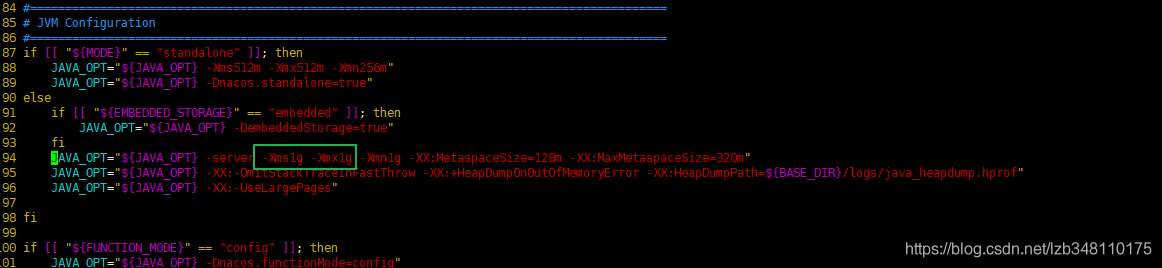 84 #===========================================================================================
85 # JVM Configuration
86 #===========================================================================================
87 if [[ "${MODE}" == "standalone" ]]; then
88     JAVA_OPT="${JAVA_OPT} -Xms512m -Xmx512m -Xmn256m"
89     JAVA_OPT="${JAVA_OPT} -Dnacos.standalone=true"
90 else
91     if [[ "${EMBEDDED_STORAGE}" == "embedded" ]]; then
92         JAVA_OPT="${JAVA_OPT} -DembeddedStorage=true"
93     fi
94     JAVA_OPT="${JAVA_OPT} -server -Xms1g -Xmx1g -Xmn1g -XX:MetaspaceSize=128m -XX:MaxMetaspaceSize=320m"
95     JAVA_OPT="${JAVA_OPT} -XX:-OmitStackTraceInFastThrow -XX:+HeapDumpOnOutOfMemoryError -XX:HeapDumpPath=${BASE_DIR}/logs/java_heapdump.hprof"
96     JAVA_OPT="${JAVA_OPT} -XX:-UseLargePages"
97
98 fi
99
100 if [[ "${FUNCTION_MODE}" == "config" ]]; then
101     JAVA_OPT="${JAVA_OPT} -Dnacos.functionMode=config"
https://blog.csdn.net/lzb348110175